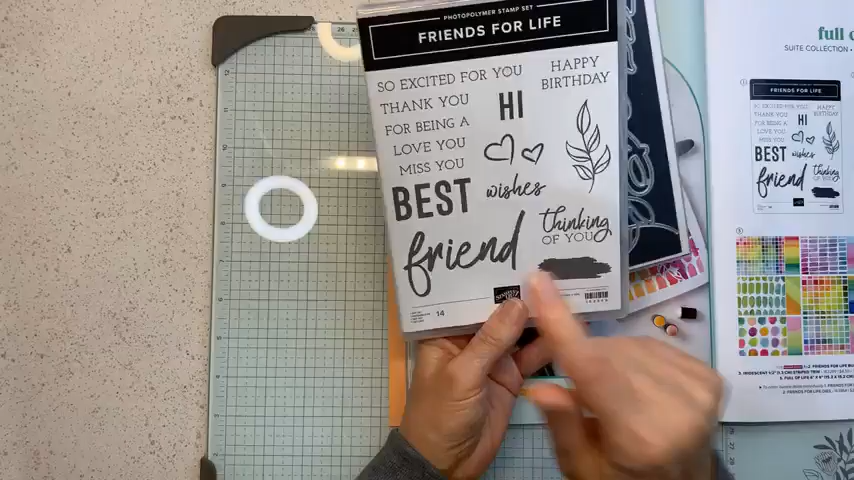 PHOTOPOLYMER STAMP SET
FRIENDS FOR LIFE
SO EXCITED FOR YOU
THANK YOU
FOR BEING A
LOVE YOU
MISS YOU
HI
HAPPY
BIRTHDAY
BEST
wishes
friend
thinking
OF YOU
14
full
SUITE COLLECTION
FRIENDS FOR LIFE
SO EXCITED FOR YOU
THANK YOU
FOR BEING A
LOVE YOU
MISS YOU
HI
HAPPY
BIRTHDAY
BEST
wishes
friend
thinking
OF YOU